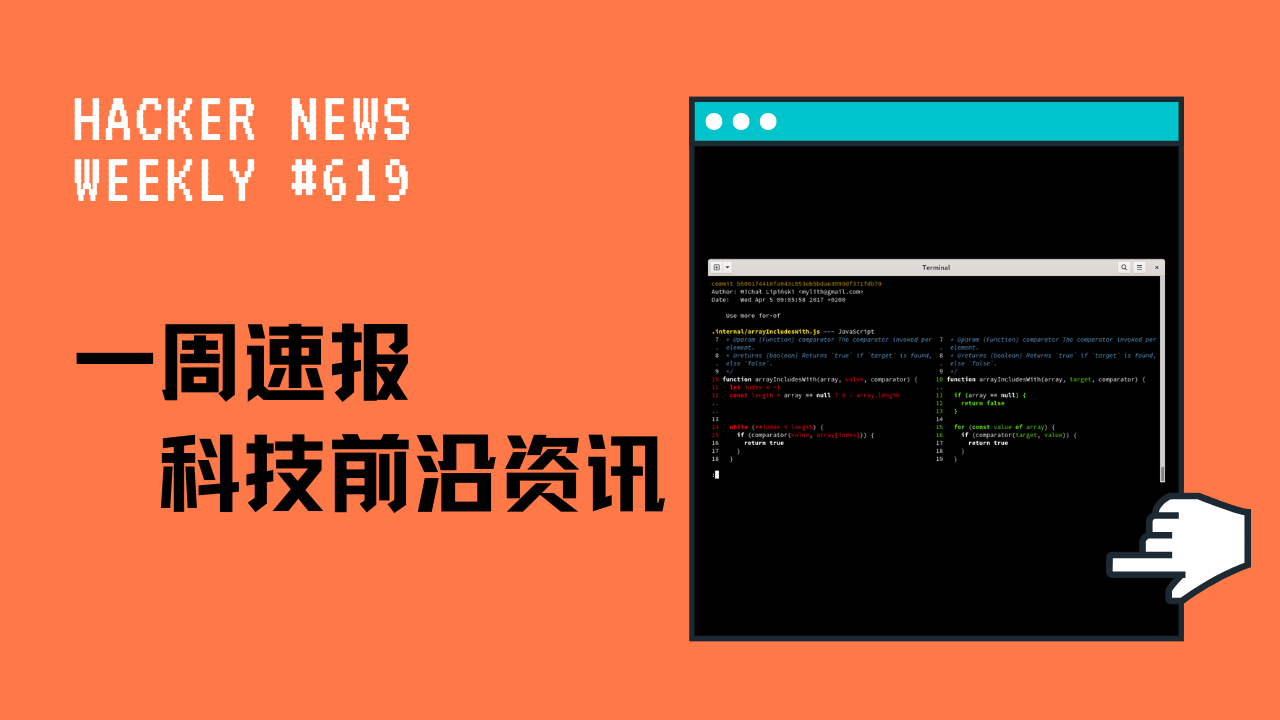 HACKER NEWS
WEEKLY #619
一周速报
科技前沿资讯
Terminal
Author: Michał Lipiński <mylith@gmail.com>
Date: Wed Apr 5 09:05:58 2017 +0200
Use more for-of
.internal/arrayIncludesWith.js --- JavaScript
7 * @param {Function} comparator The comparator invoked per 7 * @param {Function} comparator The comparator invoked per
. element. . element.
8 * @returns {boolean} Returns `true` if `target` is found, 8 * @returns {boolean} Returns `true` if `target` is found,
. else `false`. . else `false`.
9 */ 9 */
10 function arrayIncludesWith(array, value, comparator) { 10 function arrayIncludesWith(array, target, comparator) {
11 let index = -1 ..
12 const length = array == null ? 0 : array.length 11 if (array == null) {
.. 12 return false
.. 13 }
13 14
14 while (++index < length) { 15 for (const value of array) {
15 if (comparator(value, array[index])) { 16 if (comparator(target, value)) {
16 return true 17 return true
17 } 18 }
18 } 19 }
: